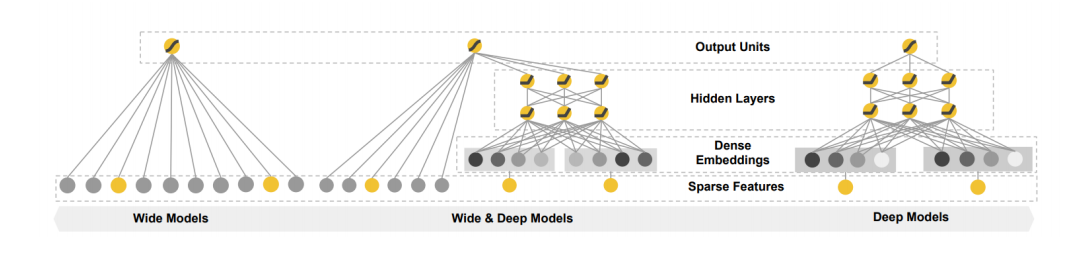 Output Units
Hidden Layers
Dense
Embeddings
Sparse Features
Wide Models
Wide & Deep Models
Deep Models